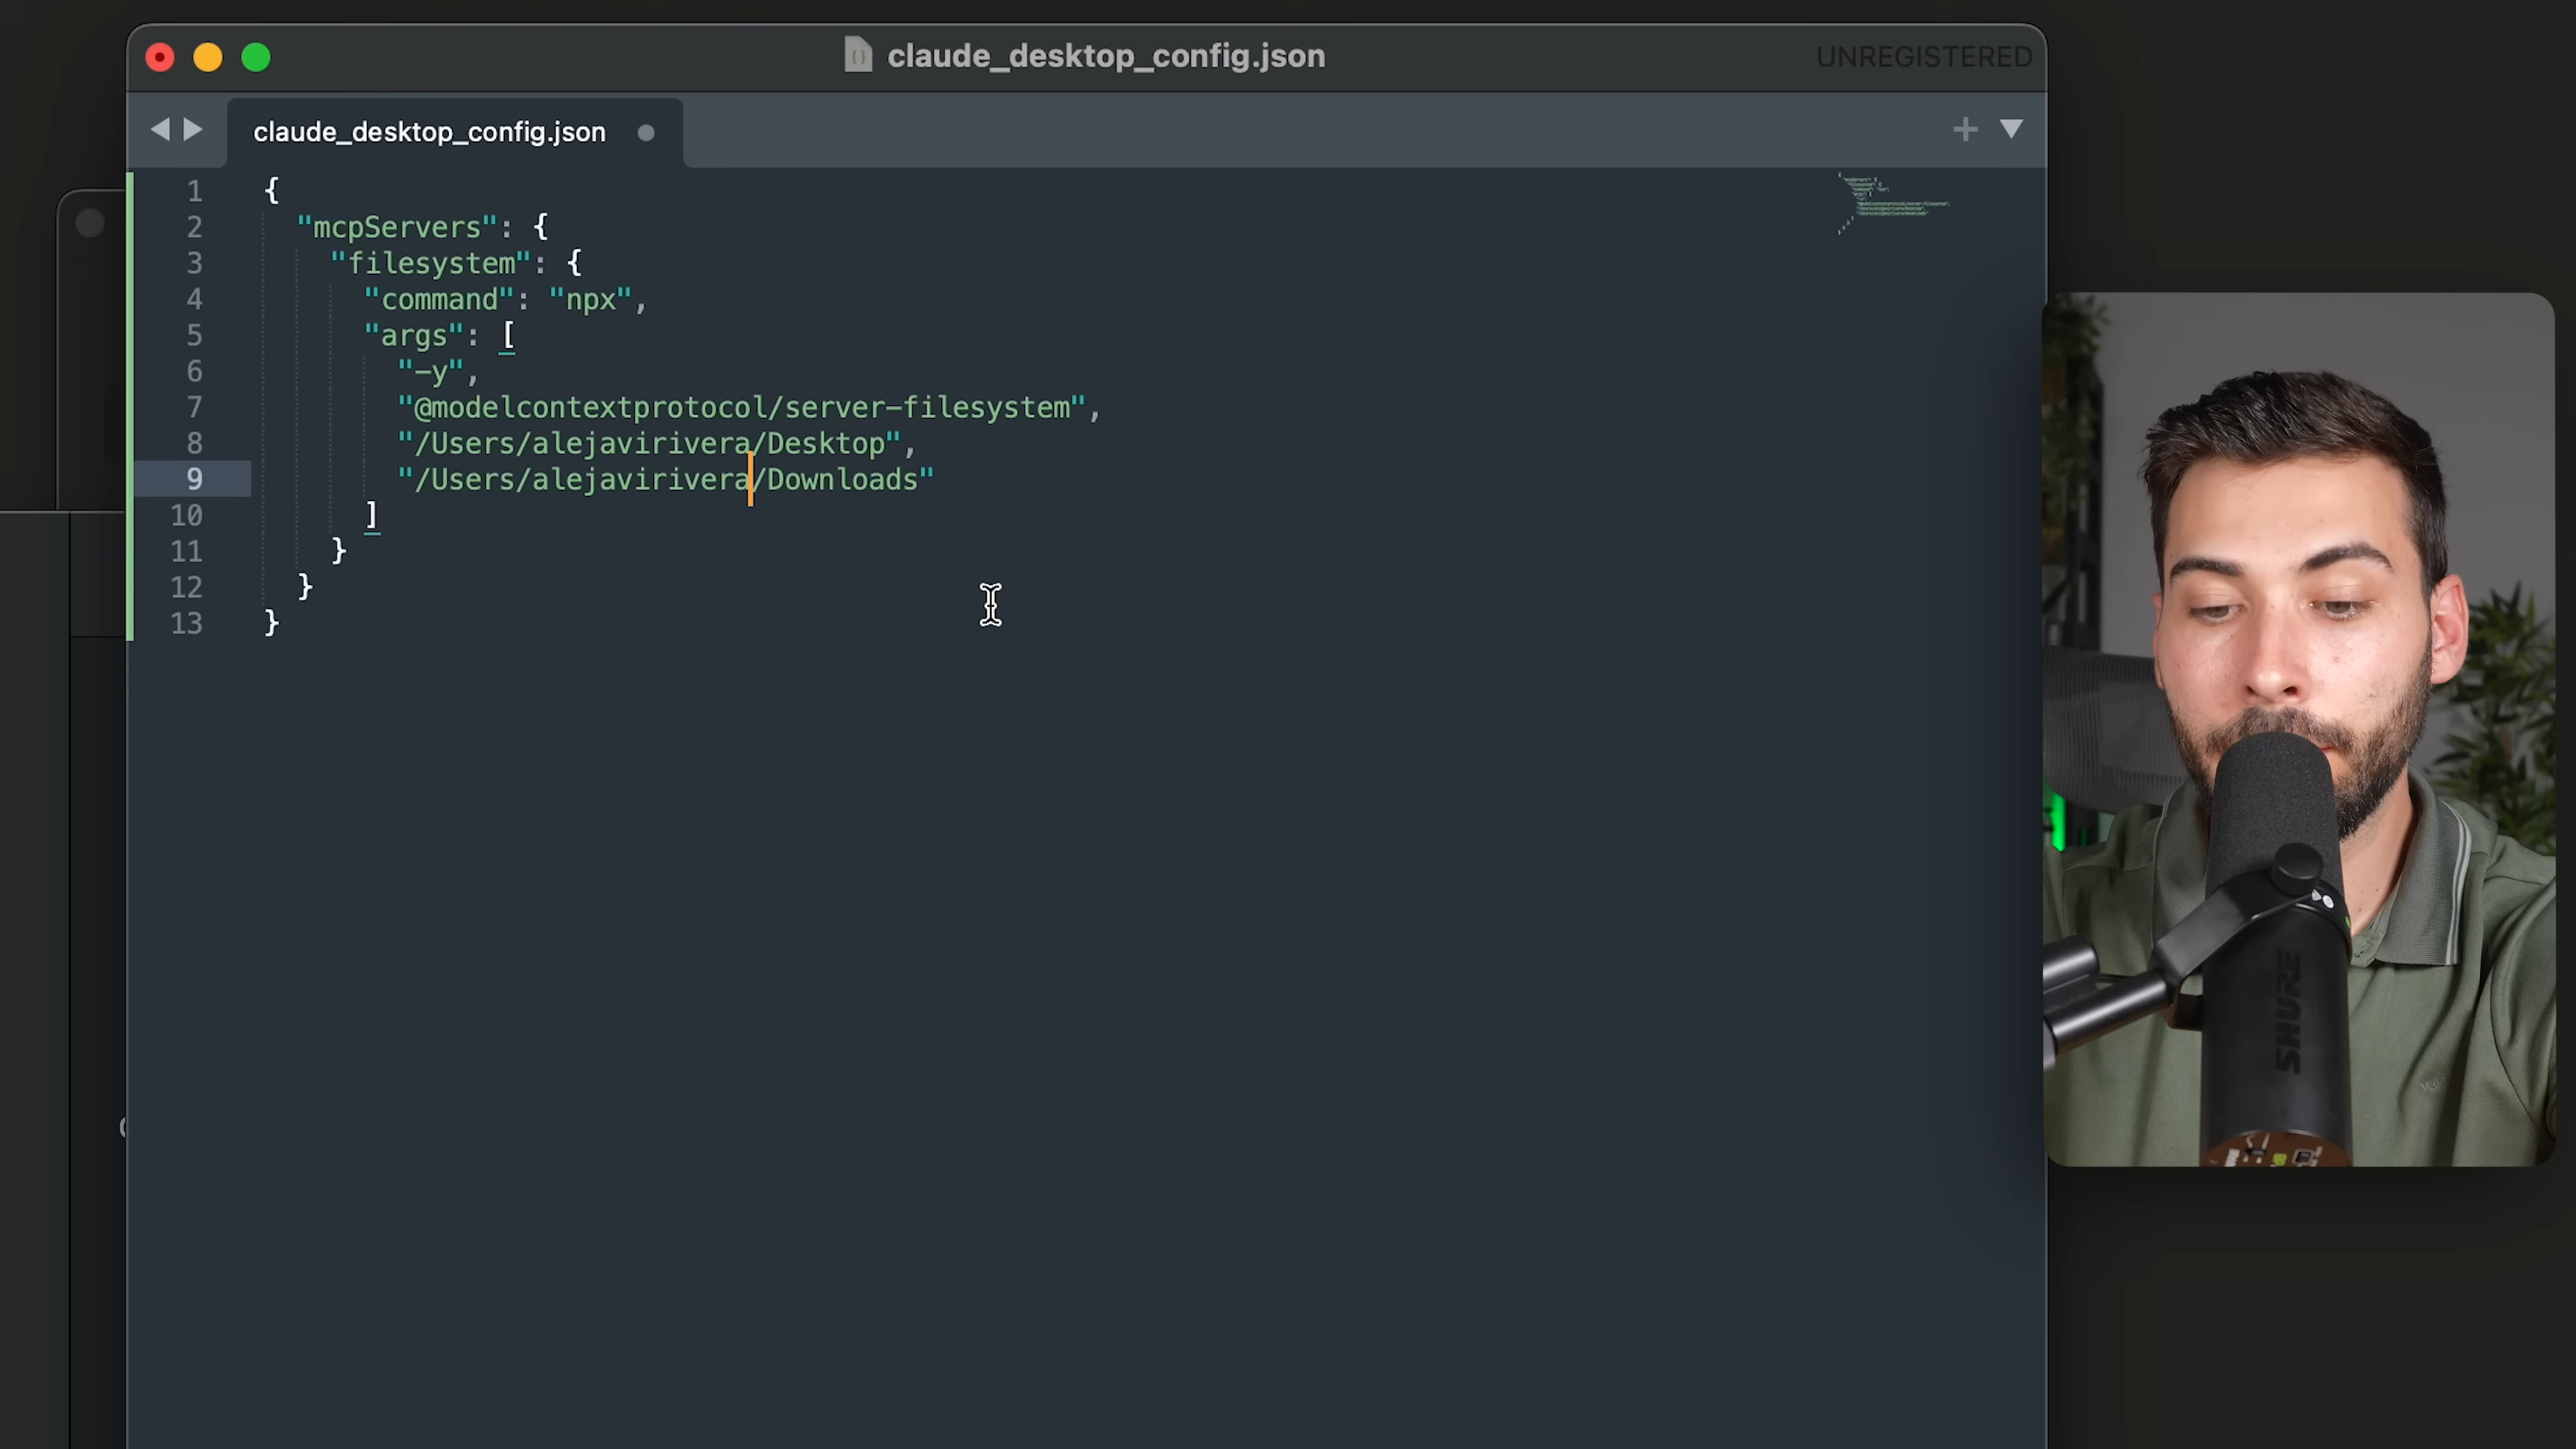 claude_desktop_config.json
UNREGISTERED
claude_desktop_config.json
1 {
2 "mcpServers": {
3 "filesystem": {
4 "command": "npx",
5 "args": [
6 "-y",
7 "@modelcontextprotocol/server-filesystem",
8 "/Users/alejavirivera/Desktop",
9 "/Users/alejavirivera/Downloads"
10 ]
11 }
12 }
13 }
SHURE